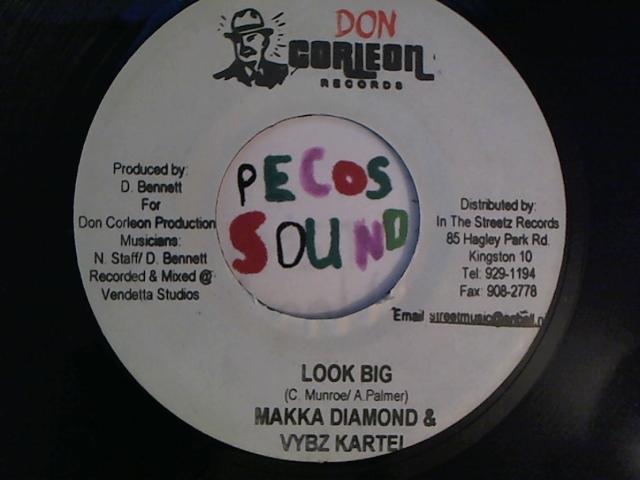 DON
CORLEON
RECORDS
PECOS
SOUND
Produced by:
D. Bennett
For
Don Corleon Production
Musicians:
N. Staff/ D. Bennett
Recorded & Mixed @
Vendetta Studios
Distributed by:
In The Streetz Records
85 Hagley Park Rd.
Kingston 10
Tel: 929-1194
Fax: 908-2778
Email
LOOK BIG
(C. Munroe/ A.Palmer)
MAKKA DIAMOND &
VYBZ KARTEL